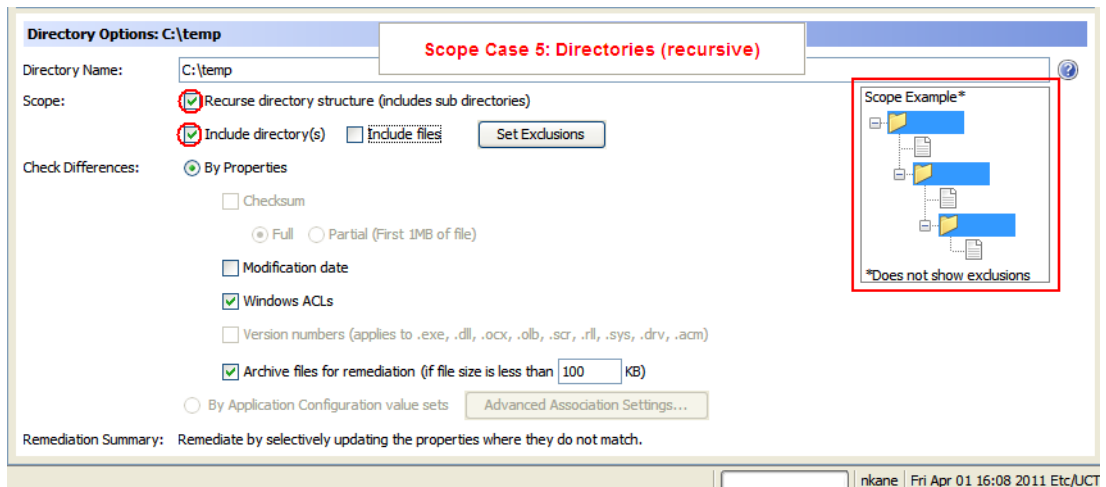 Directory Options: C:\temp
Scope Case 5: Directories (recursive)
Directory Name: C:\temp
Scope: Recurse directory structure (includes sub directories)
Include directory(s) Include files Set Exclusions
Scope Example*
*Does not show exclusions
Check Differences: By Properties
Checksum
Full Partial (First 1MB of file)
Modification date
Windows ACLs
Version numbers (applies to .exe, .dll, .ocx, .olb, .scr, .rll, .sys, .drv, .acm)
Archive files for remediation (if file size is less than 100 KB)
By Application Configuration value sets Advanced Association Settings...
Remediation Summary: Remediate by selectively updating the properties where they do not match.
nkane Fri Apr 01 16:08 2011 Etc/UCT